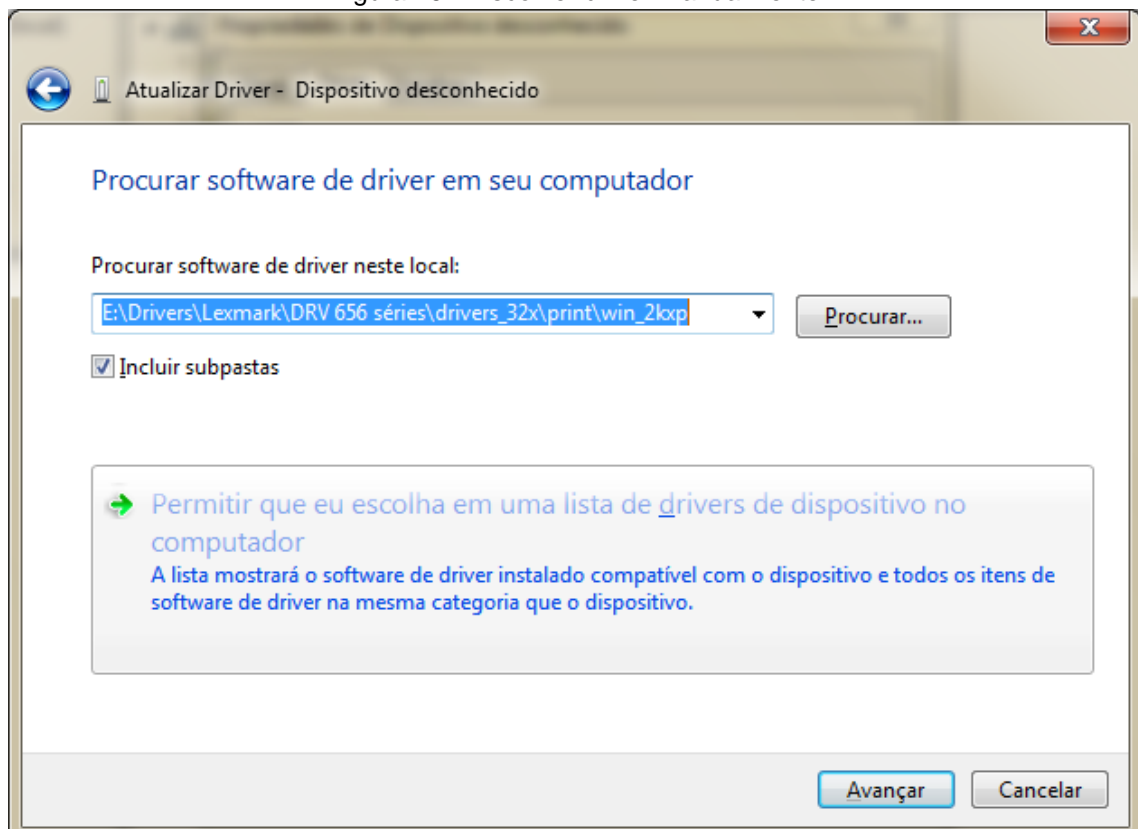 Atualizar Driver - Dispositivo desconhecido
Procurar software de driver em seu computador
Procurar software de driver neste local:
E:\Drivers\Lexmark\DRV 656 séries\drivers_32x\print\win_2kxp
Procurar...
Incluir subpastas
Permitir que eu escolha em uma lista de drivers de dispositivo no
computador
A lista mostrará o software de driver instalado compatível com o dispositivo e todos os itens de
software de driver na mesma categoria que o dispositivo.
Avançar
Cancelar